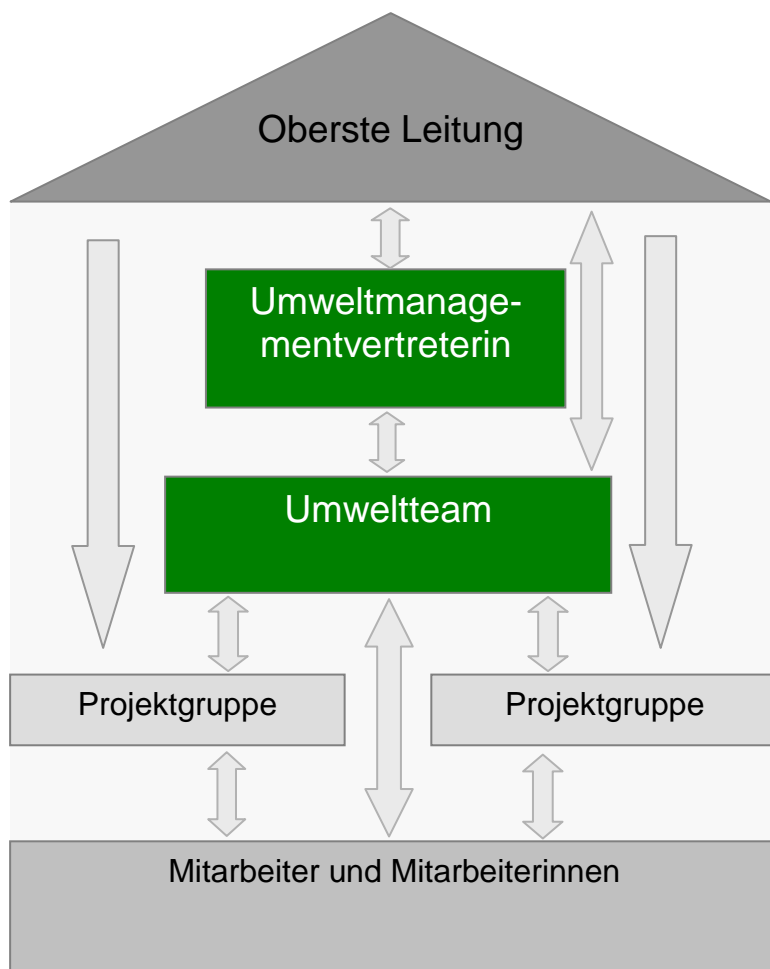 Oberste Leitung
Umweltmanage-
mentvertreterin
Umweltteam
Projektgruppe
Projektgruppe
Mitarbeiter und Mitarbeiterinnen